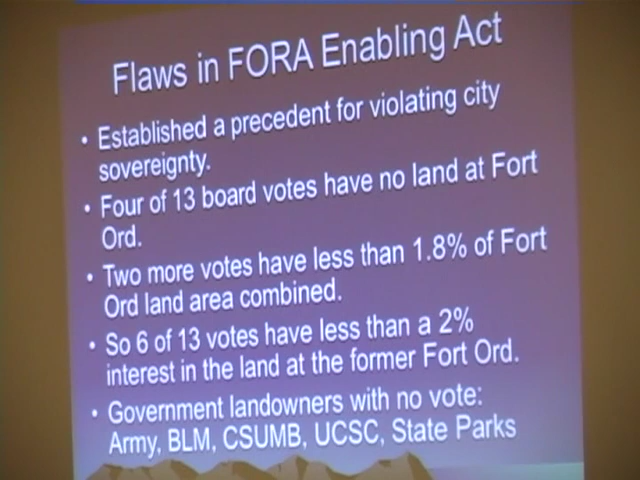 Flaws in FORA Enabling Act
• Established a precedent for violating city
sovereignty.
• Four of 13 board votes have no land at Fort
Ord.
• Two more votes have less than 1.8% of Fort
Ord land area combined.
• So 6 of 13 votes have less than a 2%
interest in the land at the former Fort Ord.
• Government landowners with no vote:
Army, BLM, CSUMB, UCSC, State Parks